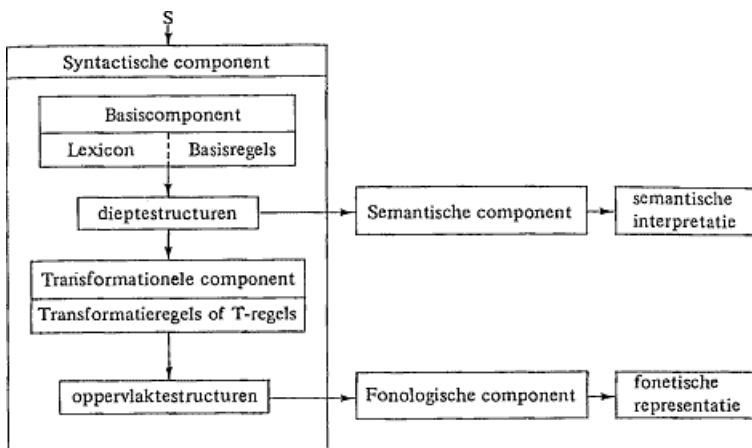 S
Syntactische component
Basiscomponent
Lexicon Basisregels
dieptestructuren
Semantische component
semantische
interpretatie
Transformationele component
Transformatieregels of T-regels
oppervlaktestructuren
Fonologische component
fonetische
representatie